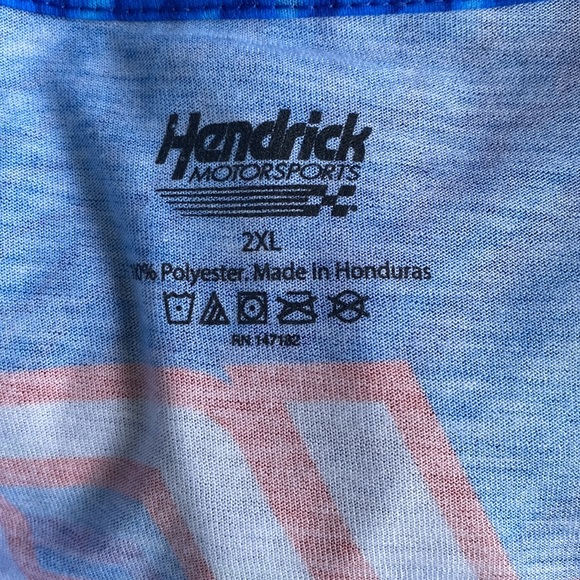 Hendrick
MOTORSPORTS
2XL
0% Polyester. Made in Honduras
RN 147182